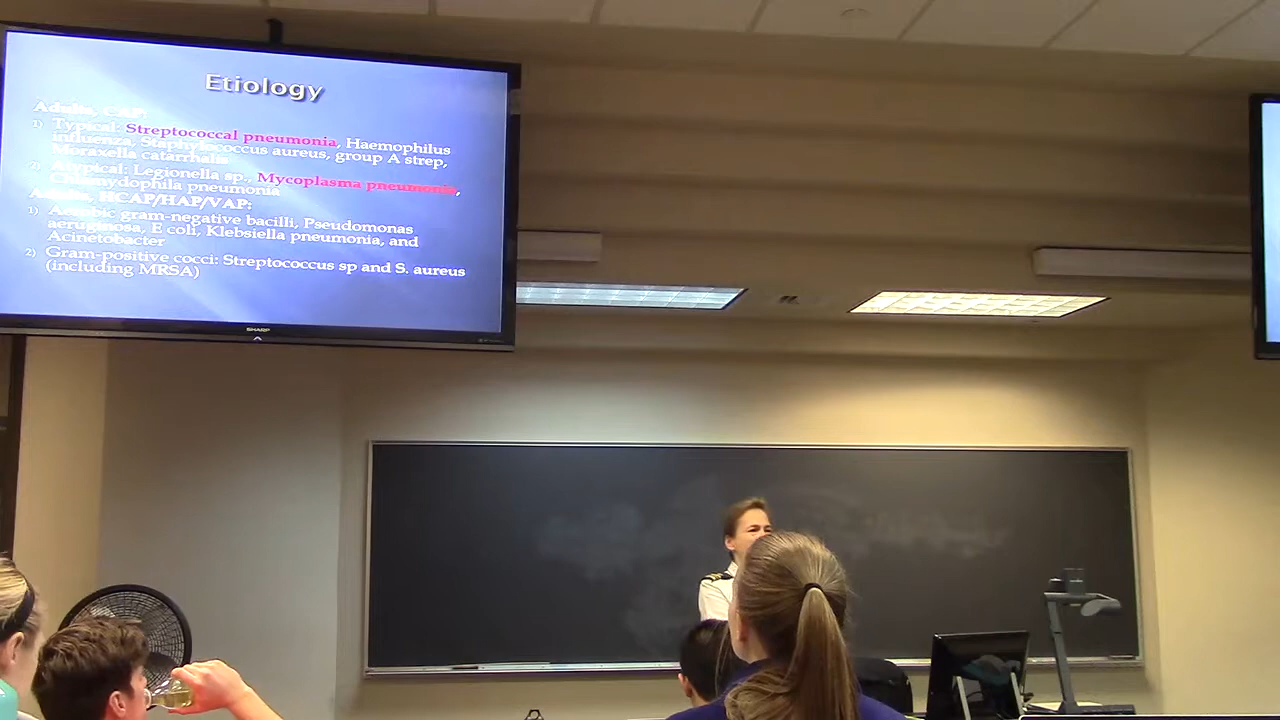 Etiology
Adults, CAP:
1) Typical: Streptococcal pneumonia, Haemophilus
influenza, Staphylococcus aureus, group A strep,
Moraxella catarrhalis
2) Atypical: Legionella sp., Mycoplasma pneumonia,
Chlamydophila pneumonia
Adults, HCAP/HAP/VAP:
1) Aerobic gram-negative bacilli, Pseudomonas
aeruginosa, E coli, Klebsiella pneumonia, and
Acinetobacter
2) Gram-positive cocci: Streptococcus sp and S. aureus
(including MRSA)
SHARP